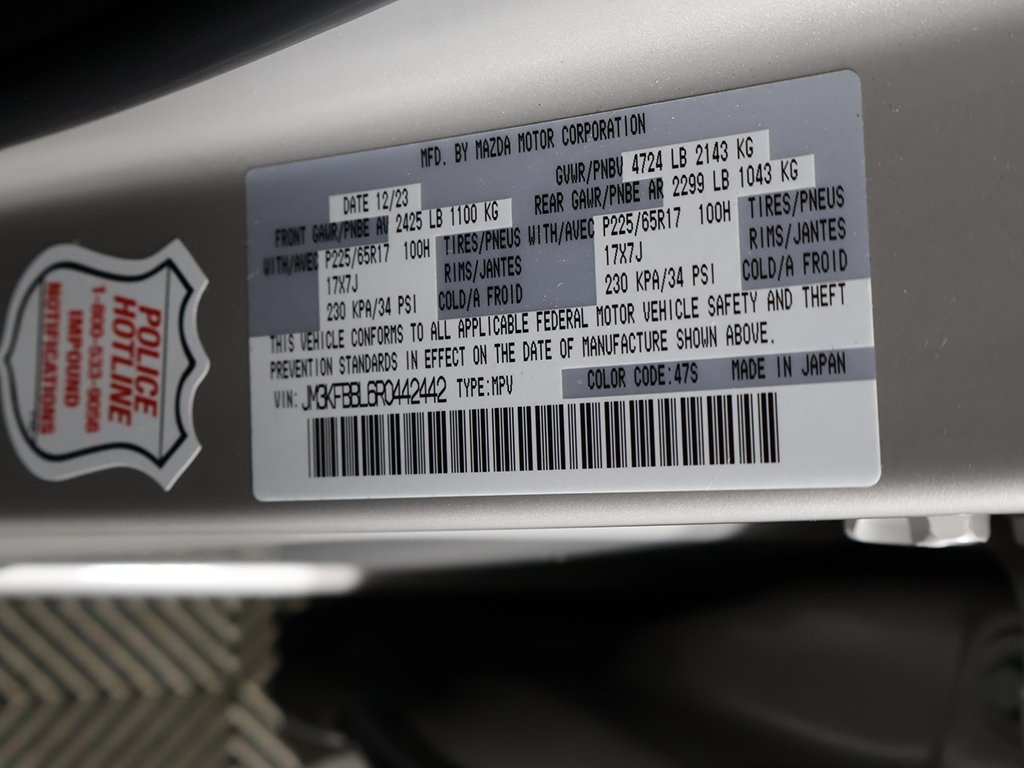 MFD. BY MAZDA MOTOR CORPORATION
DATE 12/23
GVWR/PNBV 4724 LB 2143 KG
FRONT GAWR/PNBE AV 2425 LB 1100 KG
REAR GAWR/PNBE AR 2299 LB 1043 KG
WITH/AVEC P225/65R17 100H TIRES/PNEUS
17X7J RIMS/JANTES
230 KPA/34 PSI COLD/A FROID
WITH/AVEC P225/65R17 100H TIRES/PNEUS
17X7J RIMS/JANTES
230 KPA/34 PSI COLD/A FROID
THIS VEHICLE CONFORMS TO ALL APPLICABLE FEDERAL MOTOR VEHICLE SAFETY AND THEFT
PREVENTION STANDARDS IN EFFECT ON THE DATE OF MANUFACTURE SHOWN ABOVE.
VIN: JM3KFBBL6R0442442 TYPE:MPV
COLOR CODE:47S MADE IN JAPAN
POLICE
HOTLINE
1-800-533-9056
IMPOUND
NOTIFICATIONS